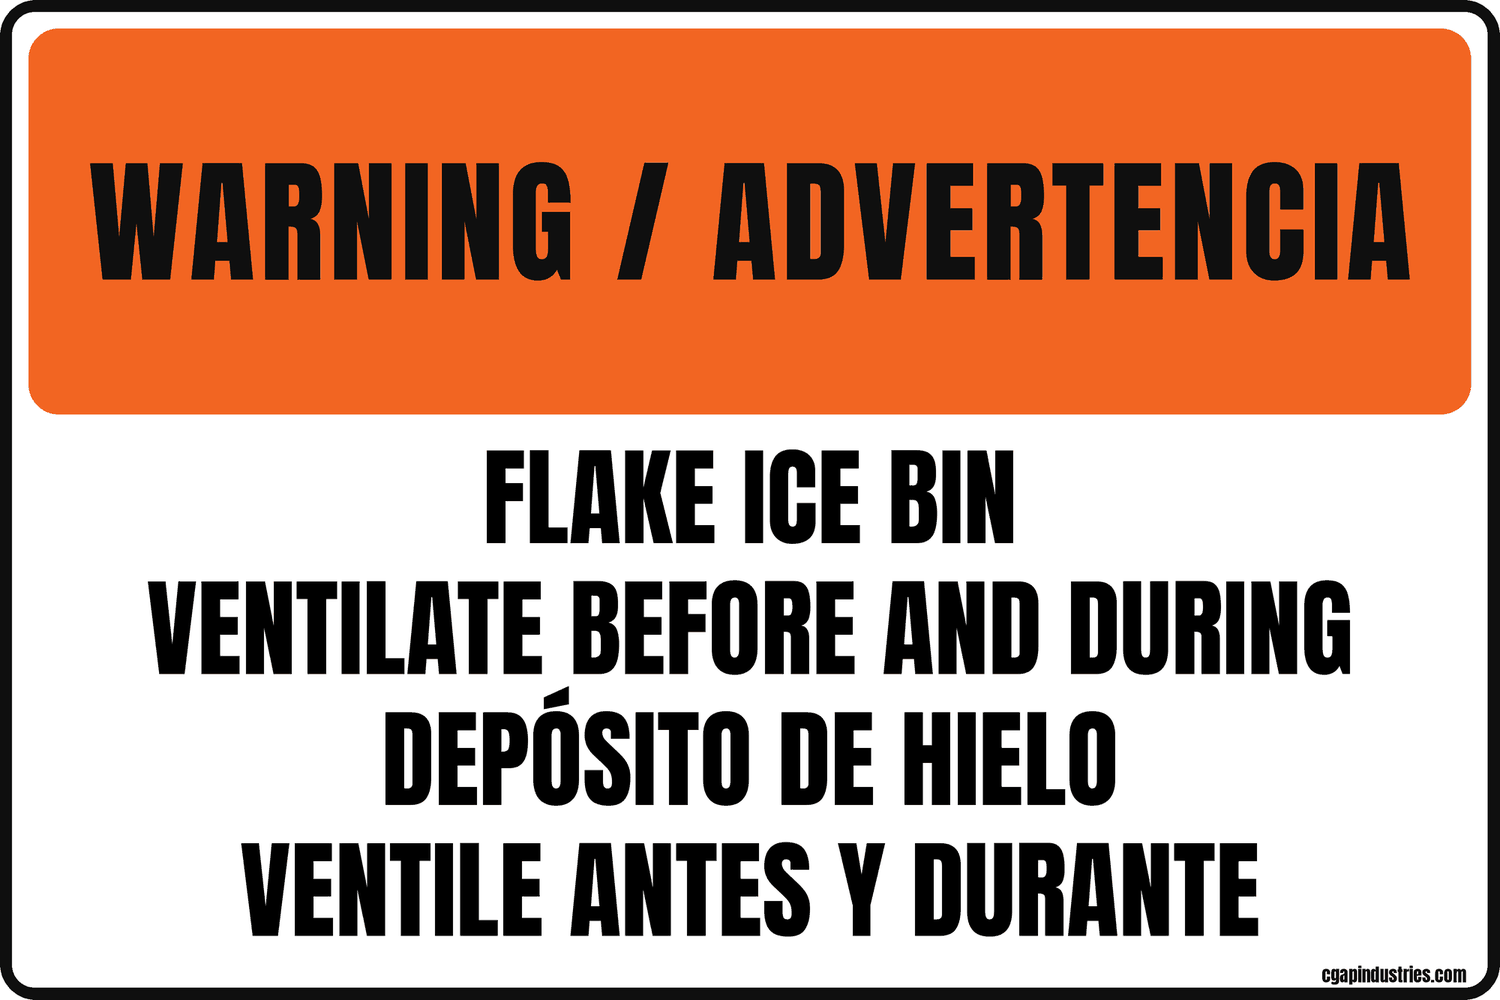 WARNING / ADVERTENCIA
FLAKE ICE BIN
VENTILATE BEFORE AND DURING
DEPÓSITO DE HIELO
VENTILE ANTES Y DURANTE
cgapindustries.com